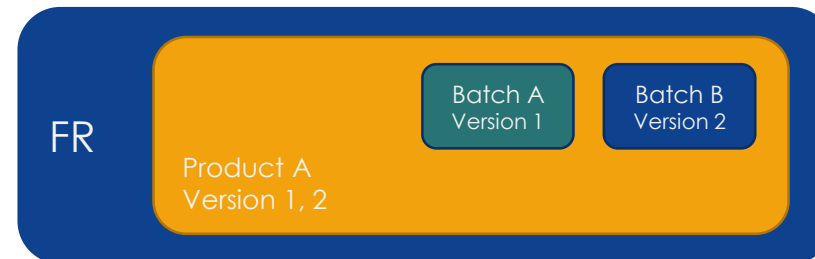 FR
Product A
Version 1, 2
Batch A
Version 1
Batch B
Version 2